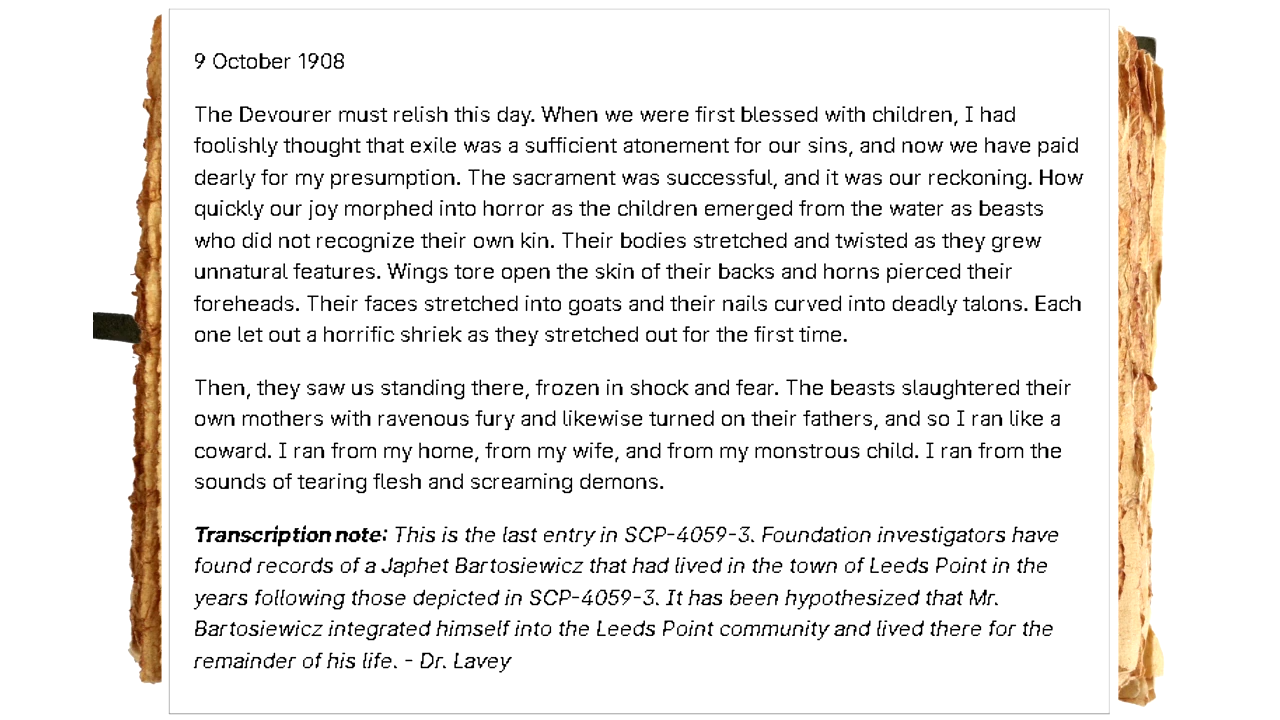 9 October 1908
The Devourer must relish this day. When we were first blessed with children, I had
foolishly thought that exile was a sufficient atonement for our sins, and now we have paid
dearly for my presumption. The sacrament was successful, and it was our reckoning. How
quickly our joy morphed into horror as the children emerged from the water as beasts
who did not recognize their own kin. Their bodies stretched and twisted as they grew
unnatural features. Wings tore open the skin of their backs and horns pierced their
foreheads. Their faces stretched into goats and their nails curved into deadly talons. Each
one let out a horrific shriek as they stretched out for the first time.
Then, they saw us standing there, frozen in shock and fear. The beasts slaughtered their
own mothers with ravenous fury and likewise turned on their fathers, and so I ran like a
coward. I ran from my home, from my wife, and from my monstrous child. I ran from the
sounds of tearing flesh and screaming demons.
Transcription note: This is the last entry in SCP-4059-3. Foundation investigators have
found records of a Japhet Bartosiewicz that had lived in the town of Leeds Point in the
years following those depicted in SCP-4059-3. It has been hypothesized that Mr.
Bartosiewicz integrated himself into the Leeds Point community and lived there for the
remainder of his life. - Dr. Lavey